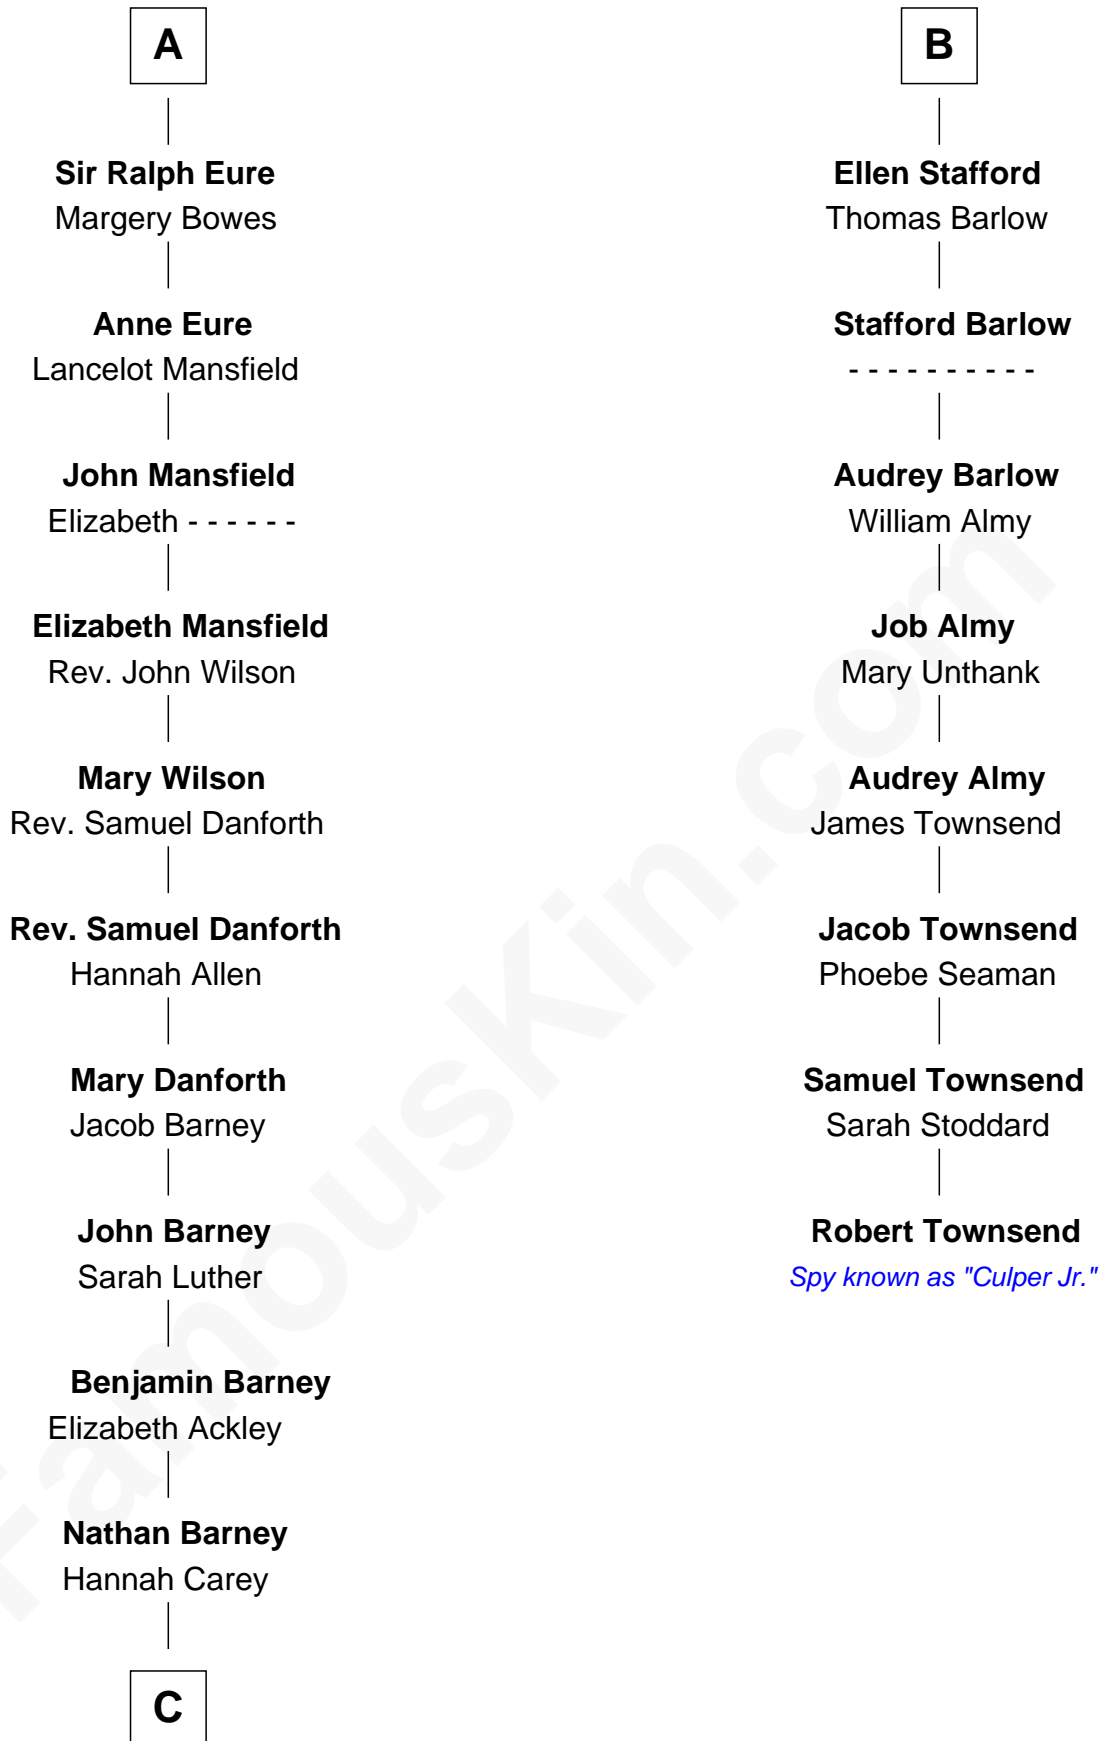 A
Sir Ralph Eure
Margery Bowes
Anne Eure
Lancelot Mansfield
John Mansfield
Elizabeth - - - - - -
Elizabeth Mansfield
Rev. John Wilson
Mary Wilson
Rev. Samuel Danforth
Rev. Samuel Danforth
Hannah Allen
Mary Danforth
Jacob Barney
John Barney
Sarah Luther
Benjamin Barney
Elizabeth Ackley
Nathan Barney
Hannah Carey
C
B
Ellen Stafford
Thomas Barlow
Stafford Barlow
- - - - - - - - - -
Audrey Barlow
William Almy
Job Almy
Mary Unthank
Audrey Almy
James Townsend
Jacob Townsend
Phoebe Seaman
Samuel Townsend
Sarah Stoddard
Robert Townsend
Spy known as "Culper Jr."
FamousKin.com